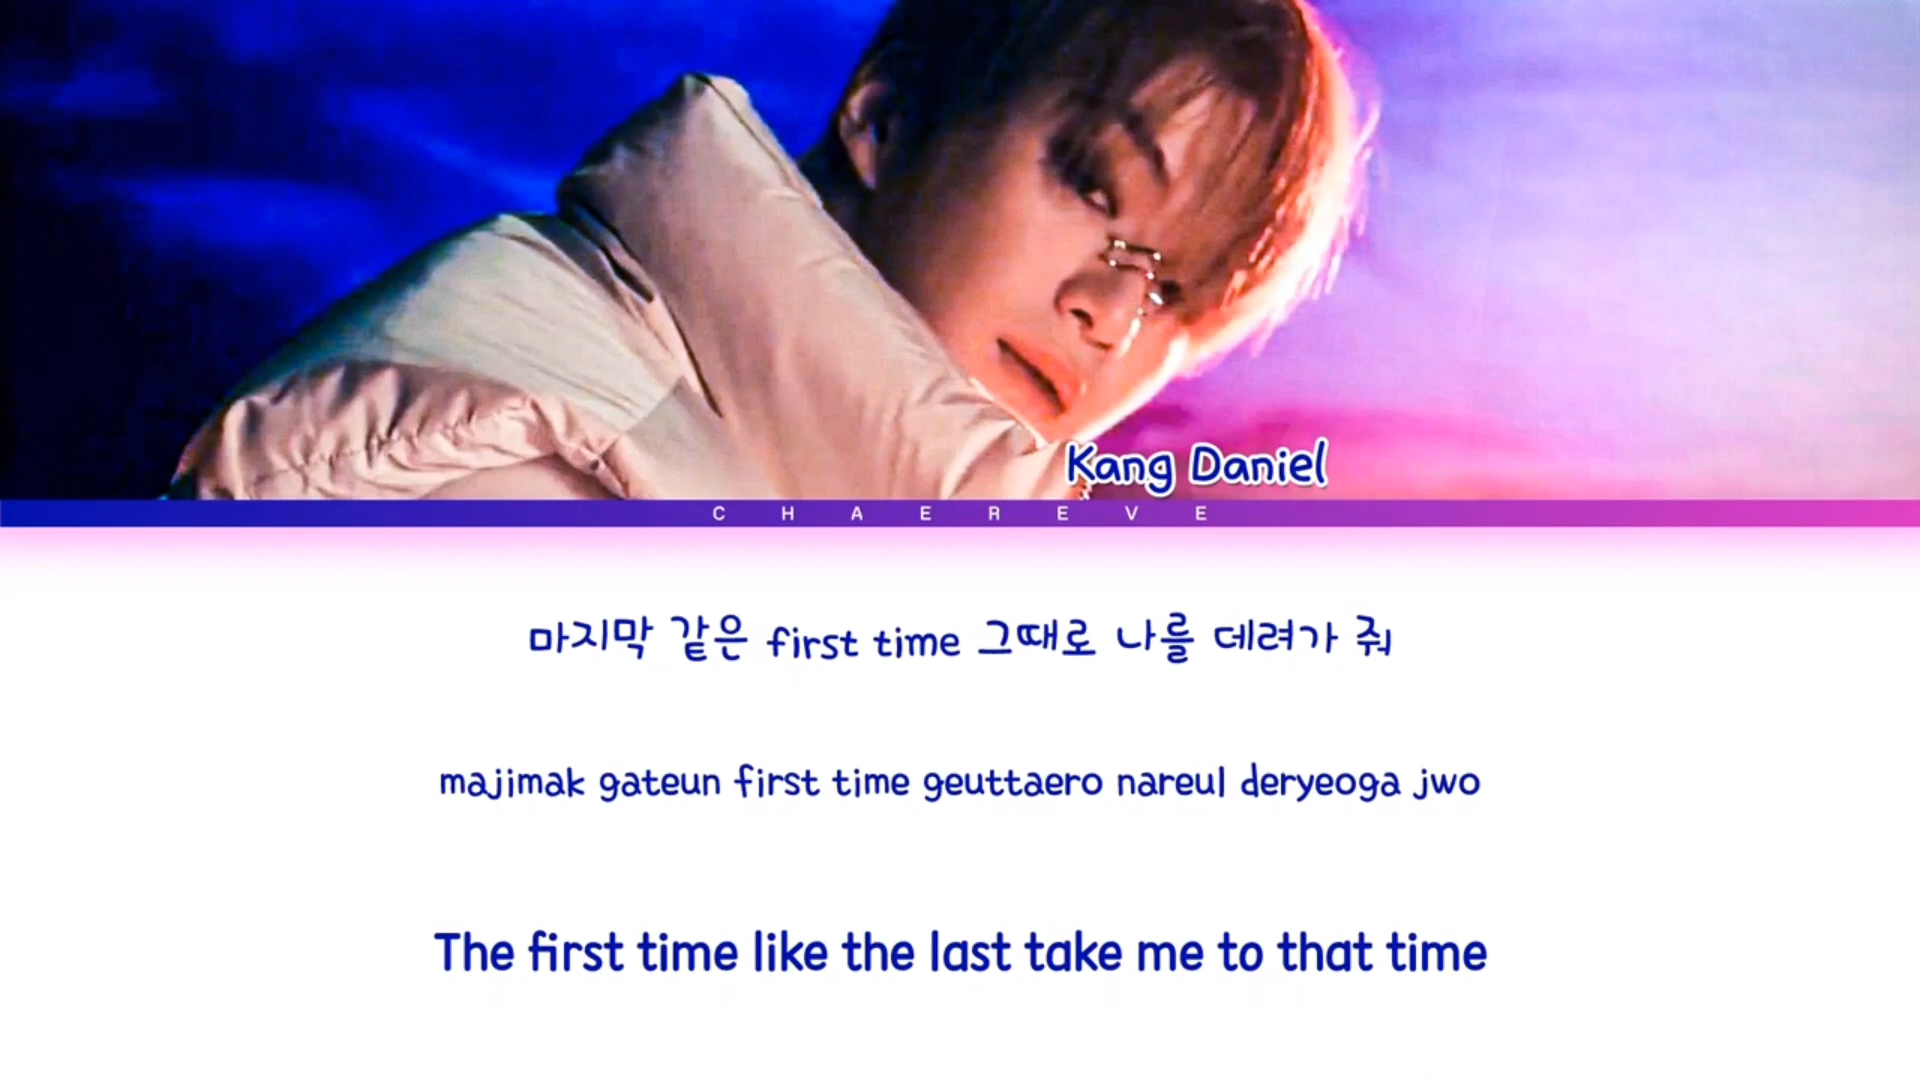 Kang Daniel
CHAEREVE
마지막 같은 first time 그때로 나를 데려가 줘
majimak gateun first time geuttaero nareul deryeoga jwo
The first time like the last take me to that time